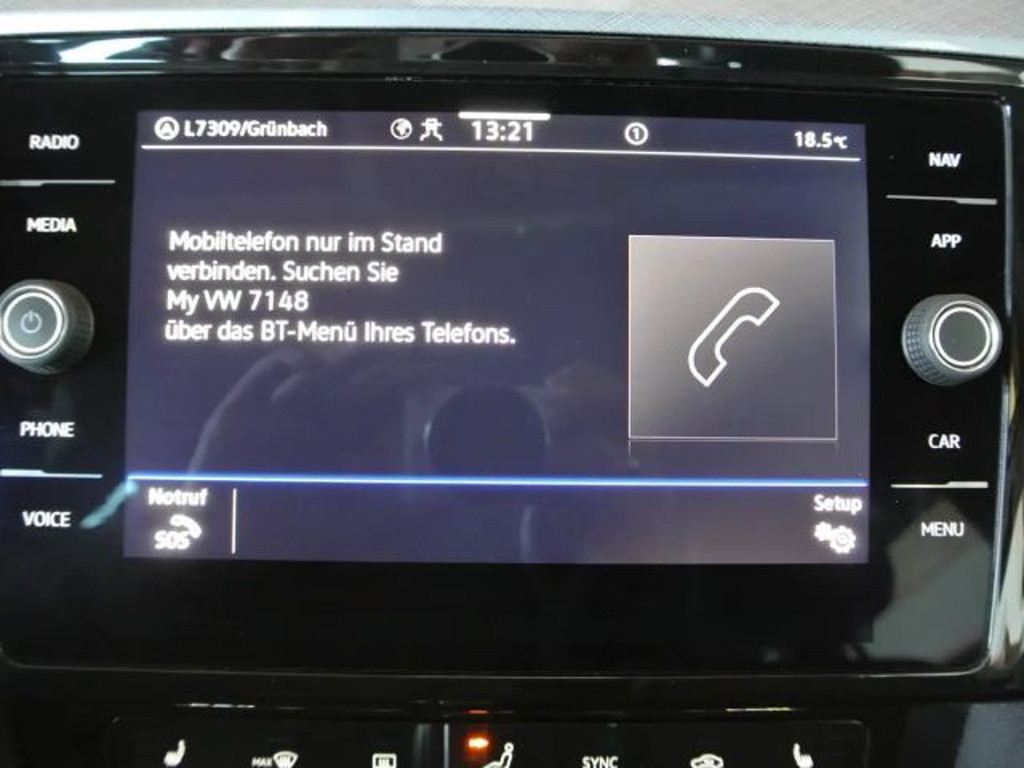 L7309/Grünbach
13:21
1
18.5°C
RADIO
MEDIA
PHONE
VOICE
Mobiltelefon nur im Stand
verbinden. Suchen Sie
My VW 7148
über das BT-Menü Ihres Telefons.
Notruf
SOS
Setup
NAV
APP
CAR
MENU
MAX
SYNC